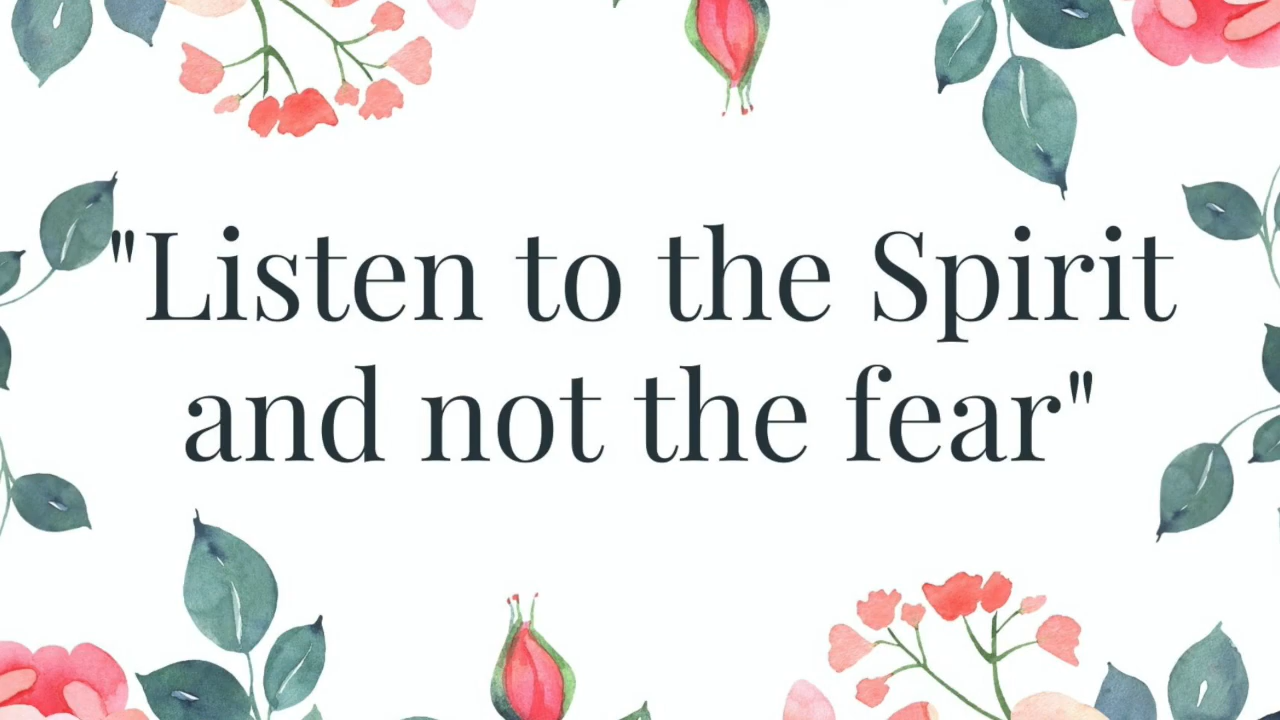 "Listen to the Spirit
and not the fear"